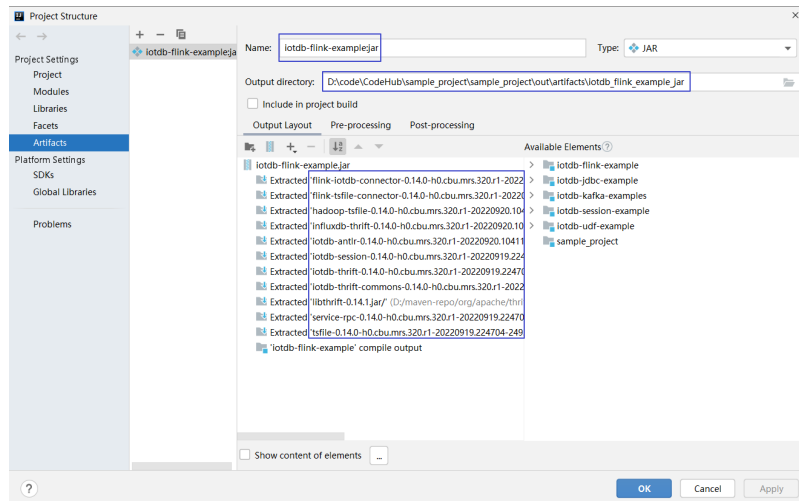 Project Structure
Project Settings
Project
Modules
Libraries
Facets
Artifacts
Platform Settings
SDKs
Global Libraries
Problems
iotdb-flink-example:ja
Name: iotdb-flink-example:jar Type: JAR
Output directory: D:\code\CodeHub\sample_project\sample_project\out\artifacts\iotdb_flink_example_jar
Include in project build
Output Layout Pre-processing Post-processing
Available Elements
iotdb-flink-example.jar
Extracted 'flink-iotdb-connector-0.14.0-h0.cbu.mrs.320.r1-2022
Extracted 'flink-tsfile-connector-0.14.0-h0.cbu.mrs.320.r1-20220
Extracted 'hadoop-tsfile-0.14.0-h0.cbu.mrs.320.r1-20220920.104
Extracted 'influxdb-thrift-0.14.0-h0.cbu.mrs.320.r1-20220920.10
Extracted 'iotdb-antlr-0.14.0-h0.cbu.mrs.320.r1-20220920.10411
Extracted 'iotdb-session-0.14.0-h0.cbu.mrs.320.r1-20220919.224
Extracted 'iotdb-thrift-0.14.0-h0.cbu.mrs.320.r1-20220919.22470
Extracted 'iotdb-thrift-commons-0.14.0-h0.cbu.mrs.320.r1-2022
Extracted 'libthrift-0.14.1.jar/' (D:/maven-repo/org/apache/thri
Extracted 'service-rpc-0.14.0-h0.cbu.mrs.320.r1-20220919.22470
Extracted 'tsfile-0.14.0-h0.cbu.mrs.320.r1-20220919.224704-249
'iotdb-flink-example' compile output
iotdb-flink-example
iotdb-jdbc-example
iotdb-kafka-examples
iotdb-session-example
iotdb-udf-example
sample_project
Show content of elements ...
? OK Cancel Apply